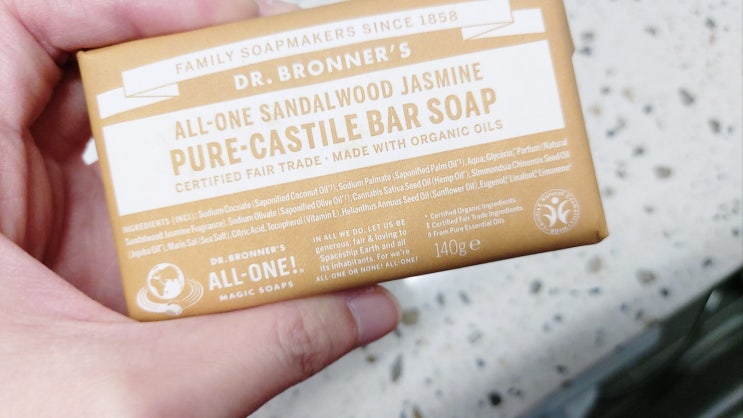 FAMILY SOAPMAKERS SINCE 1858
DR. BRONNER'S
ALL-ONE SANDALWOOD JASMINE
PURE-CASTILE BAR SOAP
CERTIFIED FAIR TRADE · MADE WITH ORGANIC OILS
INGREDIENTS (INCI): Sodium Cocoate (Saponified Coconut Oil*‡), Sodium Palmate (Saponified Palm Oil*‡), Aqua, Glycerin,* Parfum (Natural
Sandalwood Jasmine Fragrance), Sodium Olivate (Saponified Olive Oil*‡), Cannabis Sativa Seed Oil (Hemp Oil*), Simmondsia Chinensis Seed Oil
(Jojoba Oil*), Maris Sal (Sea Salt), Citric Acid, Tocopherol (Vitamin E), Helianthus Annuus Seed Oil (Sunflower Oil), Eugenol,◊ Linalool,◊ Limonene◊
DR. BRONNER'S
ALL-ONE!
MAGIC SOAPS
IN ALL WE DO, LET US BE
generous, fair & loving to
Spaceship Earth and all
its inhabitants. For we're
ALL-ONE OR NONE! ALL-ONE!
* Certified Organic Ingredients
‡ Certified Fair Trade Ingredients
◊ From Pure Essential Oils
140g ℮